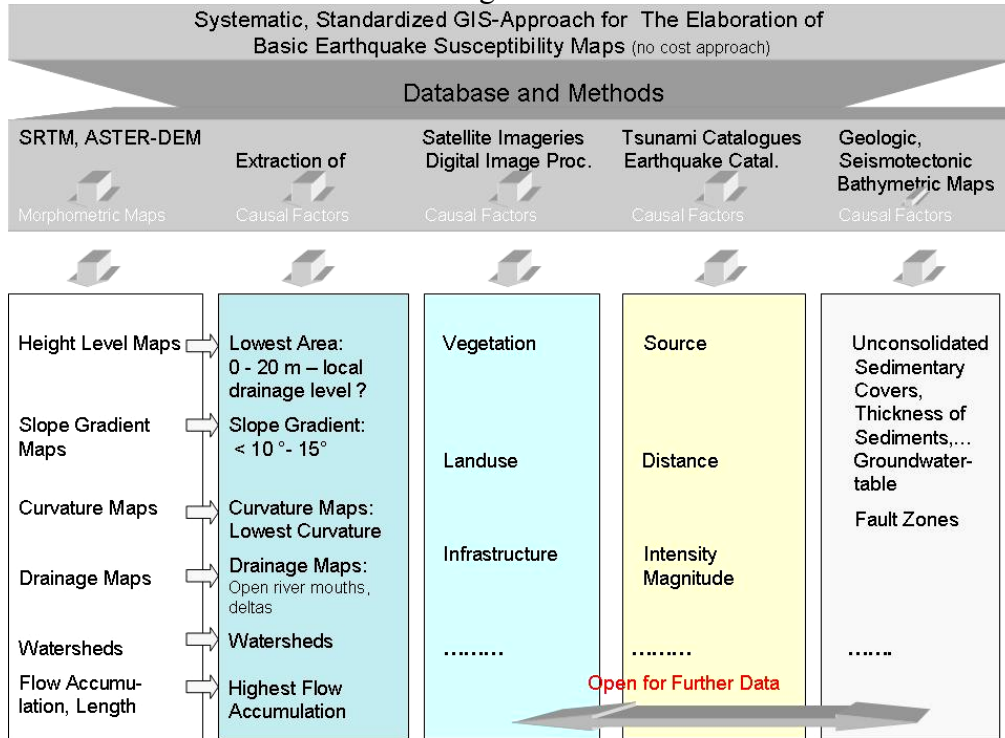 Systematic, Standardized GIS-Approach for The Elaboration of
Basic Earthquake Susceptibility Maps (no cost approach)
Database and Methods
SRTM, ASTER-DEM
Morphometric Maps
Extraction of
Causal Factors
Satellite Imageries
Digital Image Proc.
Causal Factors
Tsunami Catalogues
Earthquake Catal.
Causal Factors
Geologic,
Seismotectonic
Bathymetric Maps
Causal Factors
Height Level Maps
Slope Gradient
Maps
Curvature Maps
Drainage Maps
Watersheds
Flow Accumu-
lation, Length
Lowest Area:
0 - 20 m – local
drainage level ?
Slope Gradient:
< 10 °- 15°
Curvature Maps:
Lowest Curvature
Drainage Maps:
Open river mouths,
deltas
Watersheds
Highest Flow
Accumulation
Vegetation
Landuse
Infrastructure
.........
Source
Distance
Intensity
Magnitude
.........
Unconsolidated
Sedimentary
Covers,
Thickness of
Sediments,...
Groundwater-
table
Fault Zones
.......
Open for Further Data